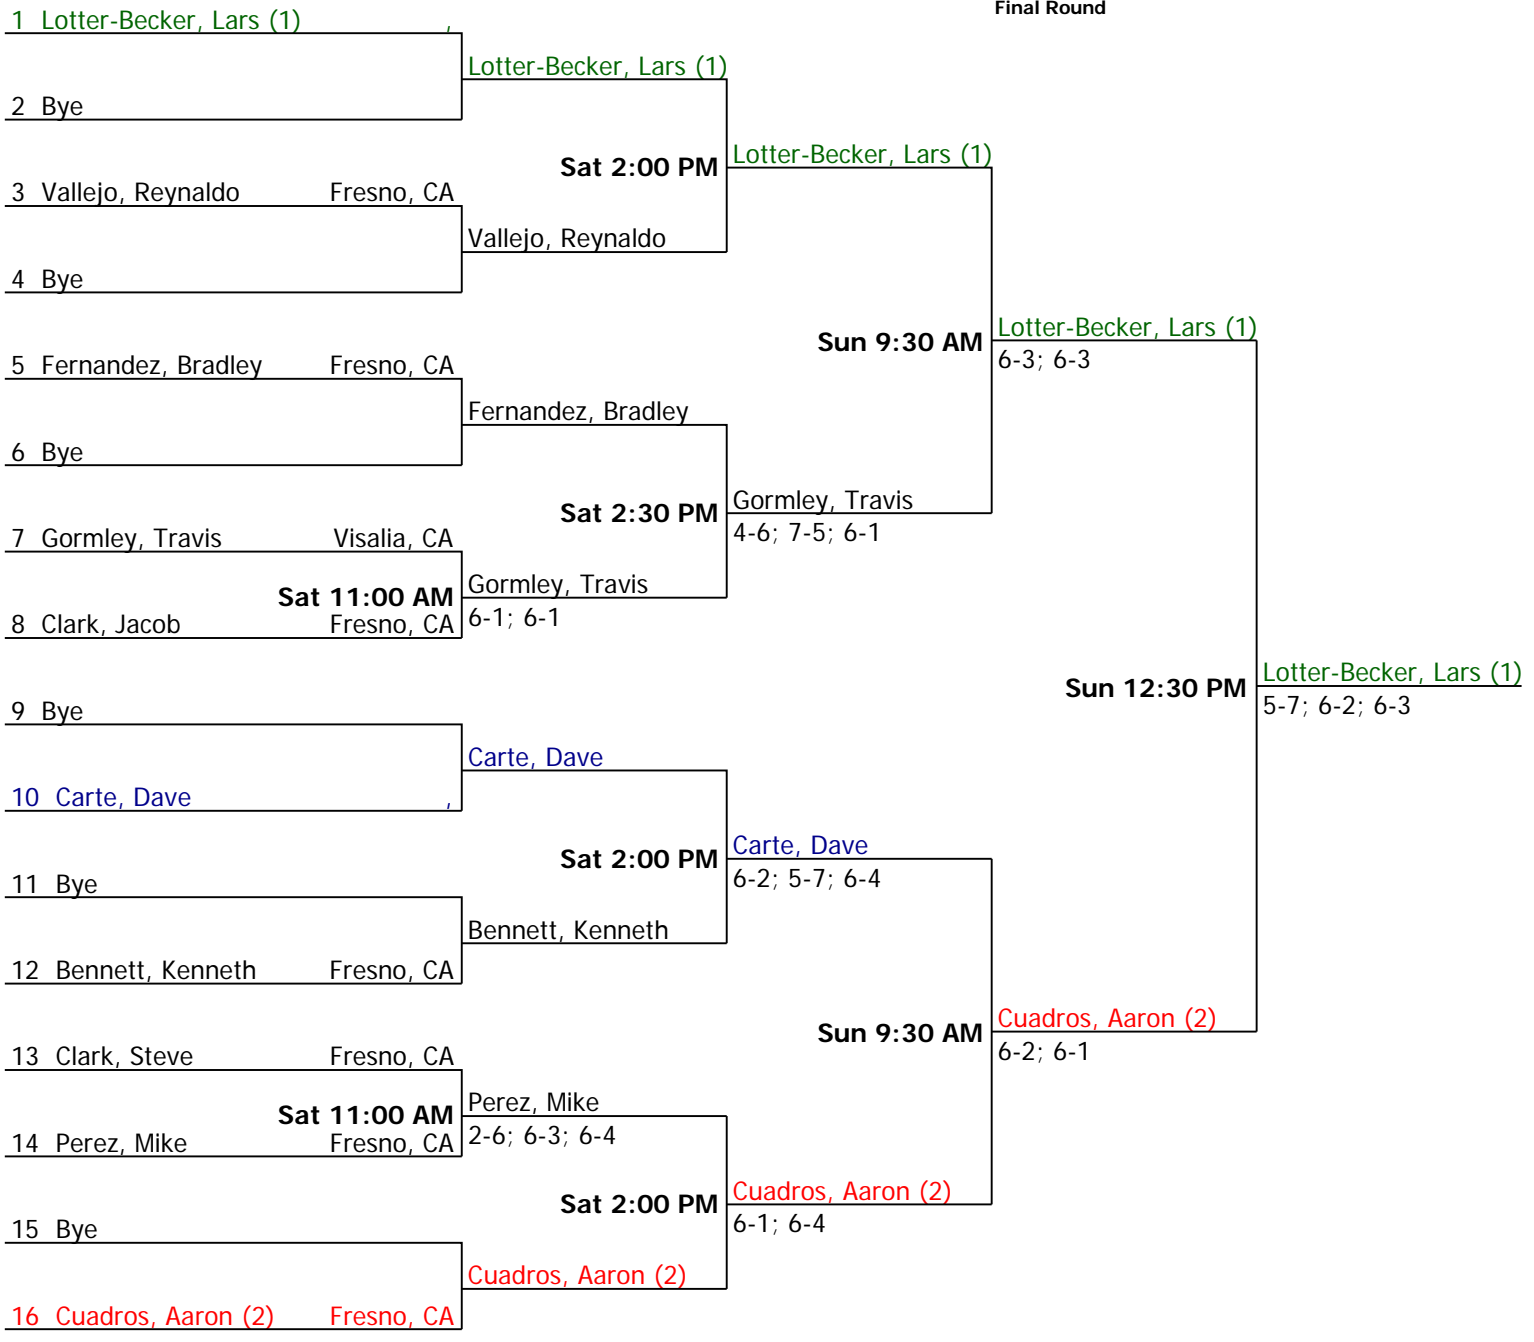 Final Round
1 Lotter-Becker, Lars (1) ,
Lotter-Becker, Lars (1)
2 Bye
Sat 2:00 PM
Lotter-Becker, Lars (1)
3 Vallejo, Reynaldo Fresno, CA
Vallejo, Reynaldo
4 Bye
Sun 9:30 AM
Lotter-Becker, Lars (1)
6-3; 6-3
5 Fernandez, Bradley Fresno, CA
Fernandez, Bradley
6 Bye
Sat 2:30 PM
Gormley, Travis
4-6; 7-5; 6-1
7 Gormley, Travis Visalia, CA
Sat 11:00 AM
Gormley, Travis
6-1; 6-1
8 Clark, Jacob Fresno, CA
Sun 12:30 PM
Lotter-Becker, Lars (1)
5-7; 6-2; 6-3
9 Bye
Carte, Dave
10 Carte, Dave ,
Sat 2:00 PM
Carte, Dave
6-2; 5-7; 6-4
11 Bye
Bennett, Kenneth
12 Bennett, Kenneth Fresno, CA
Sun 9:30 AM
Cuadros, Aaron (2)
6-2; 6-1
13 Clark, Steve Fresno, CA
Sat 11:00 AM
Perez, Mike
2-6; 6-3; 6-4
14 Perez, Mike Fresno, CA
Sat 2:00 PM
Cuadros, Aaron (2)
6-1; 6-4
15 Bye
Cuadros, Aaron (2)
16 Cuadros, Aaron (2) Fresno, CA